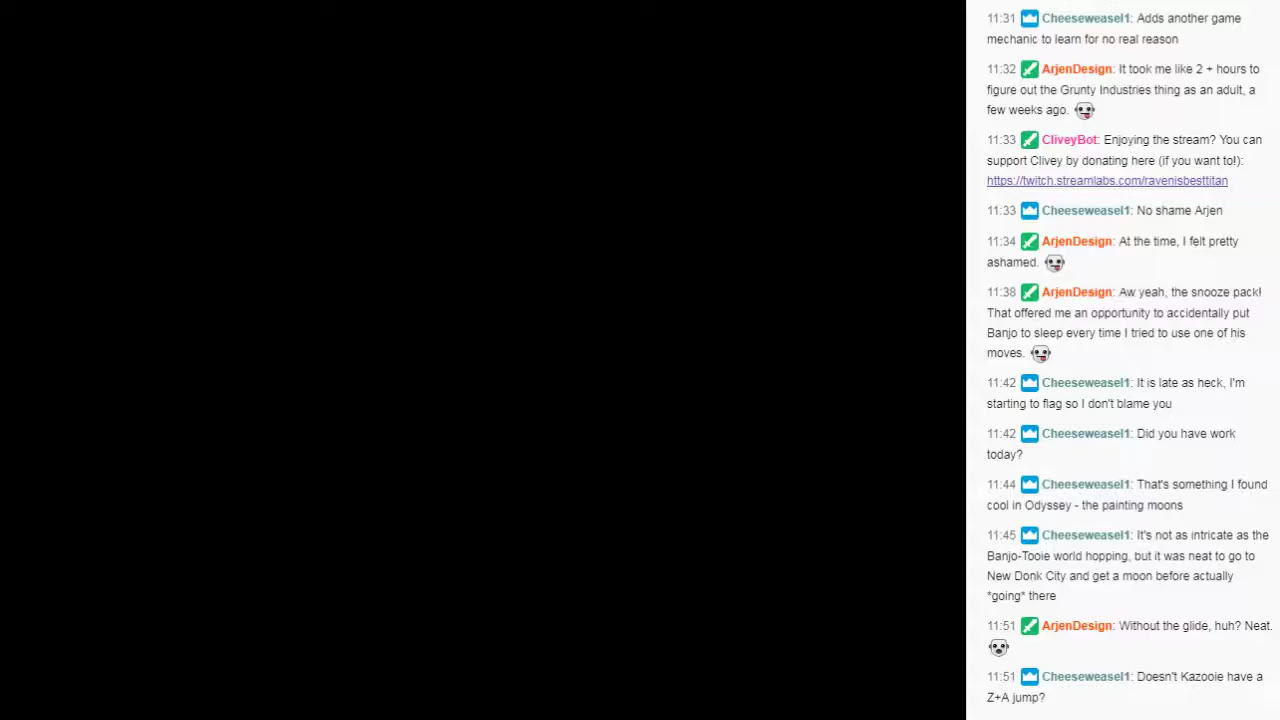 11:31 Cheeseweasel1: Adds another game
mechanic to learn for no real reason
11:32 ArjenDesign: It took me like 2 + hours to
figure out the Grunty Industries thing as an adult, a
few weeks ago.
11:33 CliveyBot: Enjoying the stream? You can
support Clivey by donating here (if you want to!):
https://twitch.streamlabs.com/ravenisbesttitan
11:33 Cheeseweasel1: No shame Arjen
11:34 ArjenDesign: At the time, I felt pretty
ashamed.
11:38 ArjenDesign: Aw yeah, the snooze pack!
That offered me an opportunity to accidentally put
Banjo to sleep every time I tried to use one of his
moves.
11:42 Cheeseweasel1: It is late as heck, I'm
starting to flag so I don't blame you
11:42 Cheeseweasel1: Did you have work
today?
11:44 Cheeseweasel1: That's something I found
cool in Odyssey - the painting moons
11:45 Cheeseweasel1: It's not as intricate as the
Banjo-Tooie world hopping, but it was neat to go to
New Donk City and get a moon before actually
*going* there
11:51 ArjenDesign: Without the glide, huh? Neat.
11:51 Cheeseweasel1: Doesn't Kazooie have a
Z+A jump?